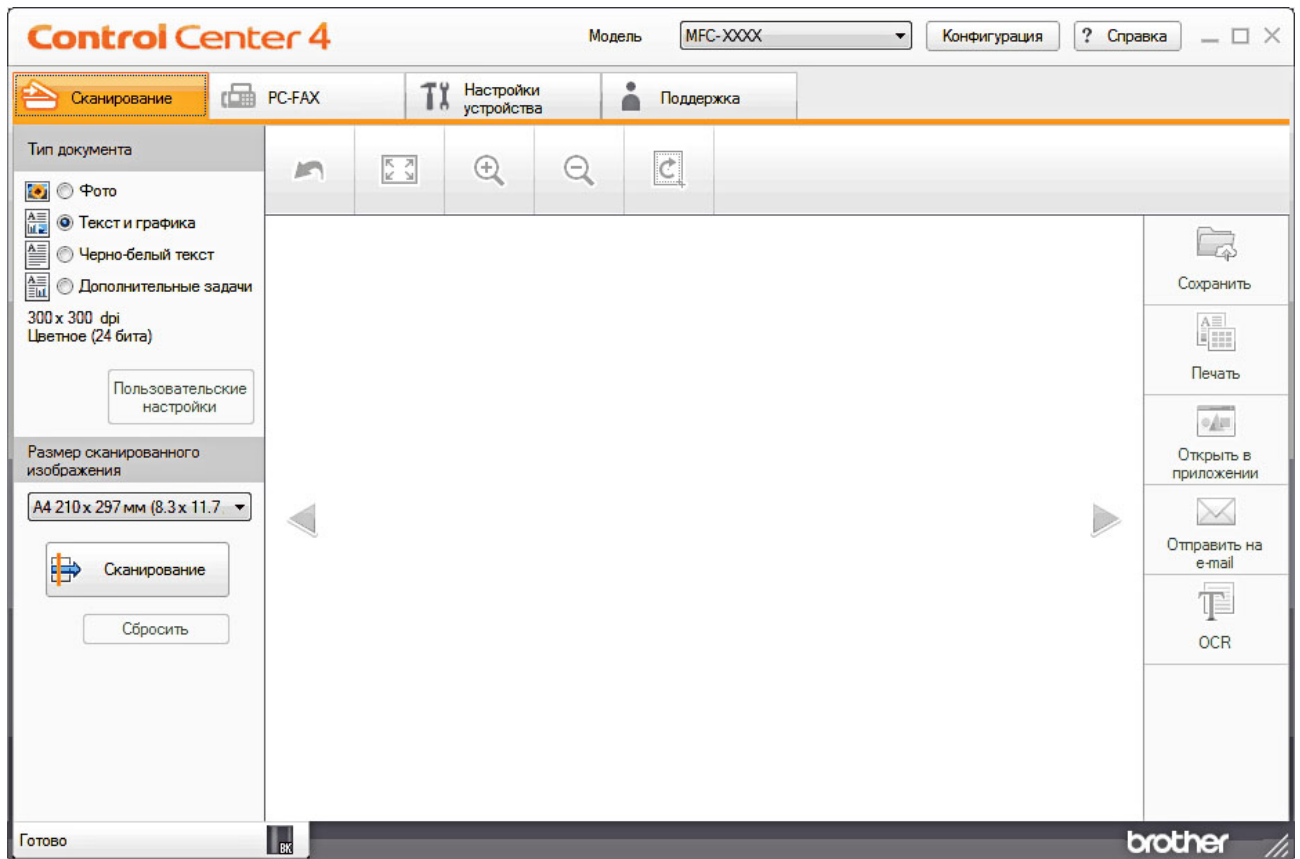 Control Center 4
Модель
MFC-XXXX
Конфигурация
? Справка
Сканирование
PC-FAX
Настройки
устройства
Поддержка
Тип документа
Фото
Текст и графика
Черно-белый текст
Дополнительные задачи
300 x 300 dpi
Цветное (24 бита)
Пользовательские
настройки
Размер сканированного
изображения
A4 210 x 297 мм (8.3 x 11.7
Сканирование
Сбросить
Сохранить
Печать
Открыть в
приложении
Отправить на
e-mail
OCR
Готово
BK
brother